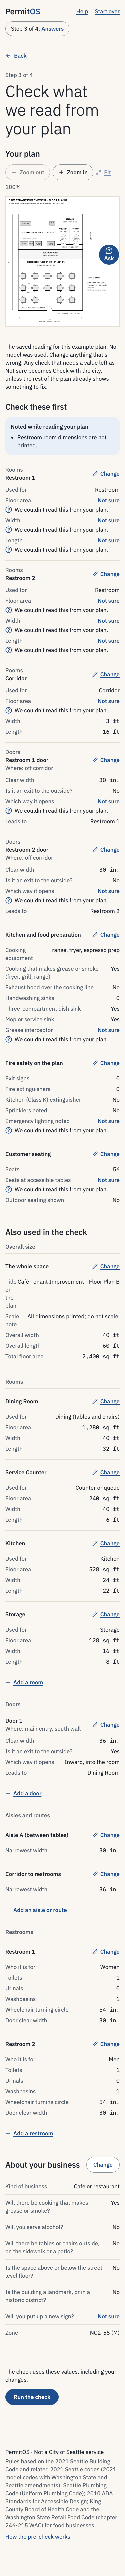 PermitOS
Help Start over
Step 3 of 4: Answers
Back
Step 3 of 4
Check what
we read from
your plan
Your plan
Zoom out
Zoom in
Fit
100%
CAFE TENANT IMPROVEMENT - FLOOR PLAN B
Ask
The saved reading for this example plan. No
model was used. Change anything that's
wrong. Any check that needs a value left as
Not sure becomes Check with the city,
unless the rest of the plan already shows
something to fix.
Check these first
Noted while reading your plan
Restroom room dimensions are not
printed.
Rooms
Restroom 1
Change
Used for Restroom
Floor area Not sure
We couldn't read this from your plan.
Width Not sure
We couldn't read this from your plan.
Length Not sure
We couldn't read this from your plan.
Rooms
Restroom 2
Change
Used for Restroom
Floor area Not sure
We couldn't read this from your plan.
Width Not sure
We couldn't read this from your plan.
Length Not sure
We couldn't read this from your plan.
Rooms
Corridor
Change
Used for Corridor
Floor area Not sure
We couldn't read this from your plan.
Width 3 ft
Length 16 ft
Doors
Restroom 1 door
Where: off corridor
Change
Clear width 30 in.
Is it an exit to the outside? No
Which way it opens Not sure
We couldn't read this from your plan.
Leads to Restroom 1
Doors
Restroom 2 door
Where: off corridor
Change
Clear width 30 in.
Is it an exit to the outside? No
Which way it opens Not sure
We couldn't read this from your plan.
Leads to Restroom 2
Kitchen and food preparation Change
Cooking range, fryer, espresso prep
equipment
Cooking that makes grease or smoke Yes
(fryer, grill, range)
Exhaust hood over the cooking line No
Handwashing sinks 0
Three-compartment dish sink Yes
Mop or service sink Yes
Grease interceptor Not sure
We couldn't read this from your plan.
Fire safety on the plan Change
Exit signs 0
Fire extinguishers 0
Kitchen (Class K) extinguisher No
Sprinklers noted No
Emergency lighting noted Not sure
We couldn't read this from your plan.
Customer seating Change
Seats 56
Seats at accessible tables Not sure
We couldn't read this from your plan.
Outdoor seating shown No
Also used in the check
Overall size
The whole space Change
Title Café Tenant Improvement - Floor Plan B
on
the
plan
Scale All dimensions printed; do not scale.
note
Overall width 40 ft
Overall length 60 ft
Total floor area 2,400 sq ft
Rooms
Dining Room Change
Used for Dining (tables and chairs)
Floor area 1,280 sq ft
Width 40 ft
Length 32 ft
Service Counter Change
Used for Counter or queue
Floor area 240 sq ft
Width 40 ft
Length 6 ft
Kitchen Change
Used for Kitchen
Floor area 528 sq ft
Width 24 ft
Length 22 ft
Storage Change
Used for Storage
Floor area 128 sq ft
Width 16 ft
Length 8 ft
Add a room
Doors
Door 1
Where: main entry, south wall
Change
Clear width 36 in.
Is it an exit to the outside? Yes
Which way it opens Inward, into the room
Leads to Dining Room
Add a door
Aisles and routes
Aisle A (between tables) Change
Narrowest width 30 in.
Corridor to restrooms Change
Narrowest width 36 in.
Add an aisle or route
Restrooms
Restroom 1 Change
Who it is for Women
Toilets 1
Urinals 0
Washbasins 1
Wheelchair turning circle 54 in.
Door clear width 30 in.
Restroom 2 Change
Who it is for Men
Toilets 1
Urinals 0
Washbasins 1
Wheelchair turning circle 54 in.
Door clear width 30 in.
Add a restroom
About your business Change
Kind of business Café or restaurant
Will there be cooking that makes Yes
grease or smoke?
Will you serve alcohol? No
Will there be tables or chairs outside, No
on the sidewalk or a patio?
Is the space above or below the street- No
level floor?
Is the building a landmark, or in a No
historic district?
Will you put up a new sign? Not sure
Zone NC2-55 (M)
The check uses these values, including your
changes.
Run the check
PermitOS · Not a City of Seattle service
Rules based on the 2021 Seattle Building
Code and related 2021 Seattle codes (2021
model codes with Washington State and
Seattle amendments); Seattle Plumbing
Code (Uniform Plumbing Code); 2010 ADA
Standards for Accessible Design; King
County Board of Health Code and the
Washington State Retail Food Code (chapter
246-215 WAC) for food businesses.
How the pre-check works